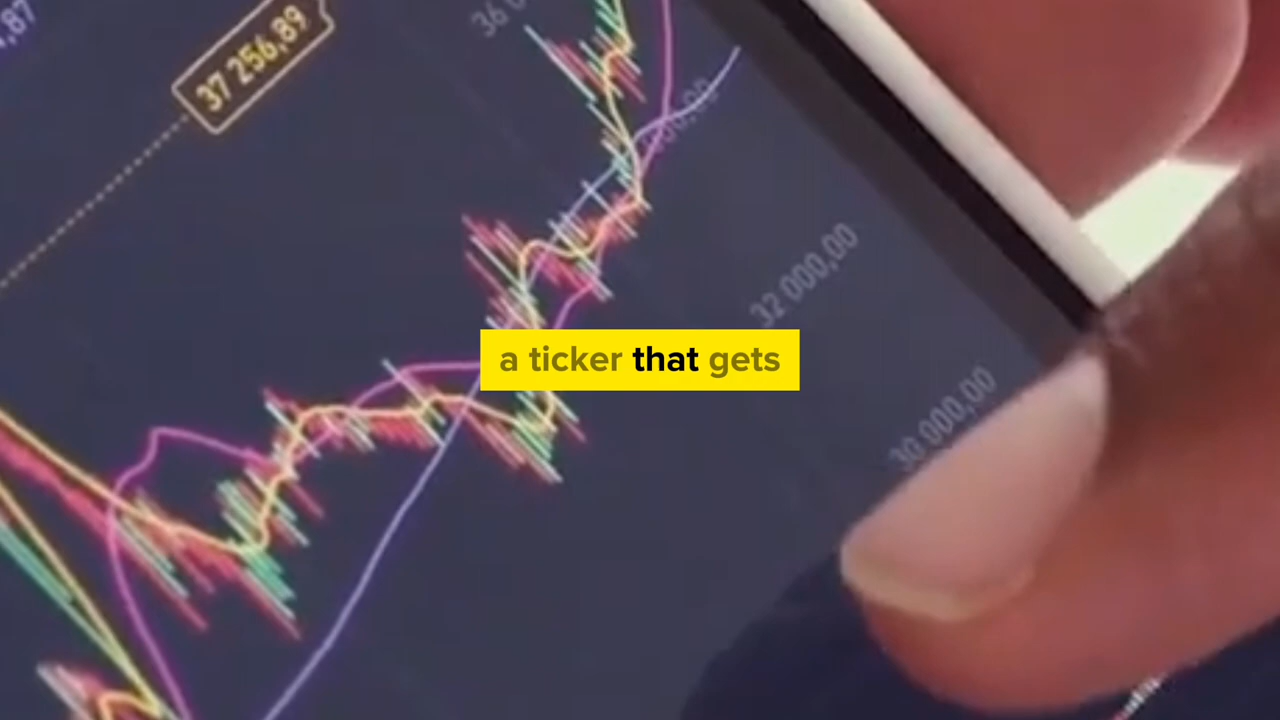 37 256,89
a ticker that gets
32 000,00
30 000,00